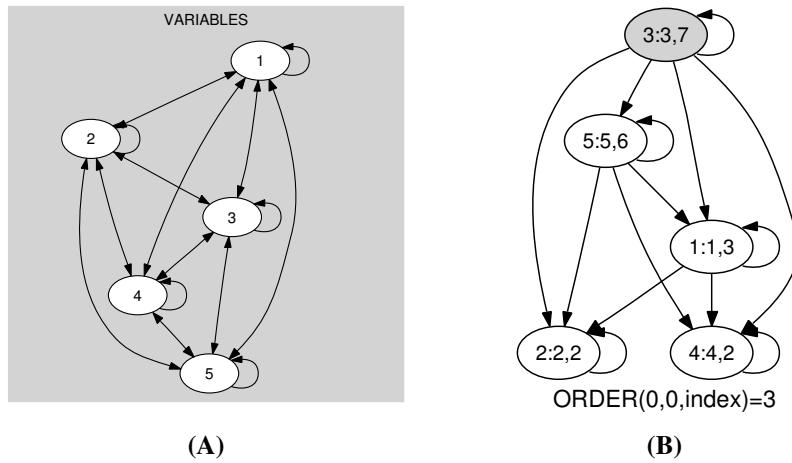 VARIABLES
1
2
3
4
5
(A)
3:3,7
5:5,6
1:1,3
2:2,2 4:4,2
ORDER(0,0,index)=3
(B)